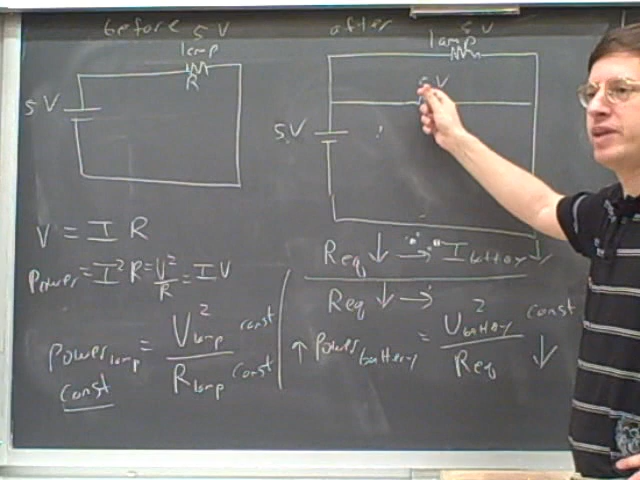 before
5 V
lamp
R
5 V
after
5 V
lamp
5 V
5 V
V = I R
Power = I² R = V²/R = I V
Power lamp = V² lamp const / R lamp const
const
Req ↓ → I battery
Req ↓ →
↑ Power battery = V² battery const / Req ↓